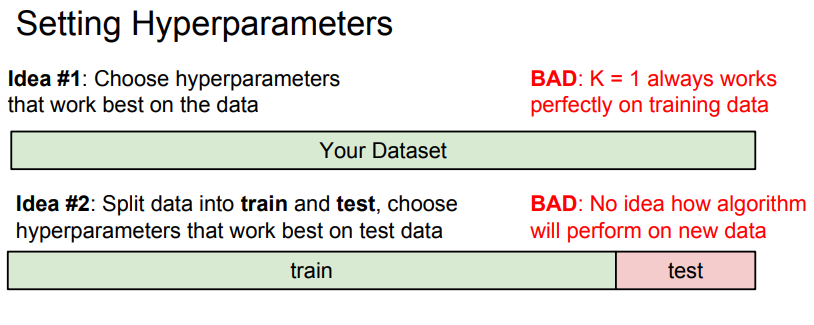 Setting Hyperparameters
Idea #1: Choose hyperparameters
that work best on the data
BAD: K = 1 always works
perfectly on training data
Your Dataset
Idea #2: Split data into train and test, choose
hyperparameters that work best on test data
BAD: No idea how algorithm
will perform on new data
train
test